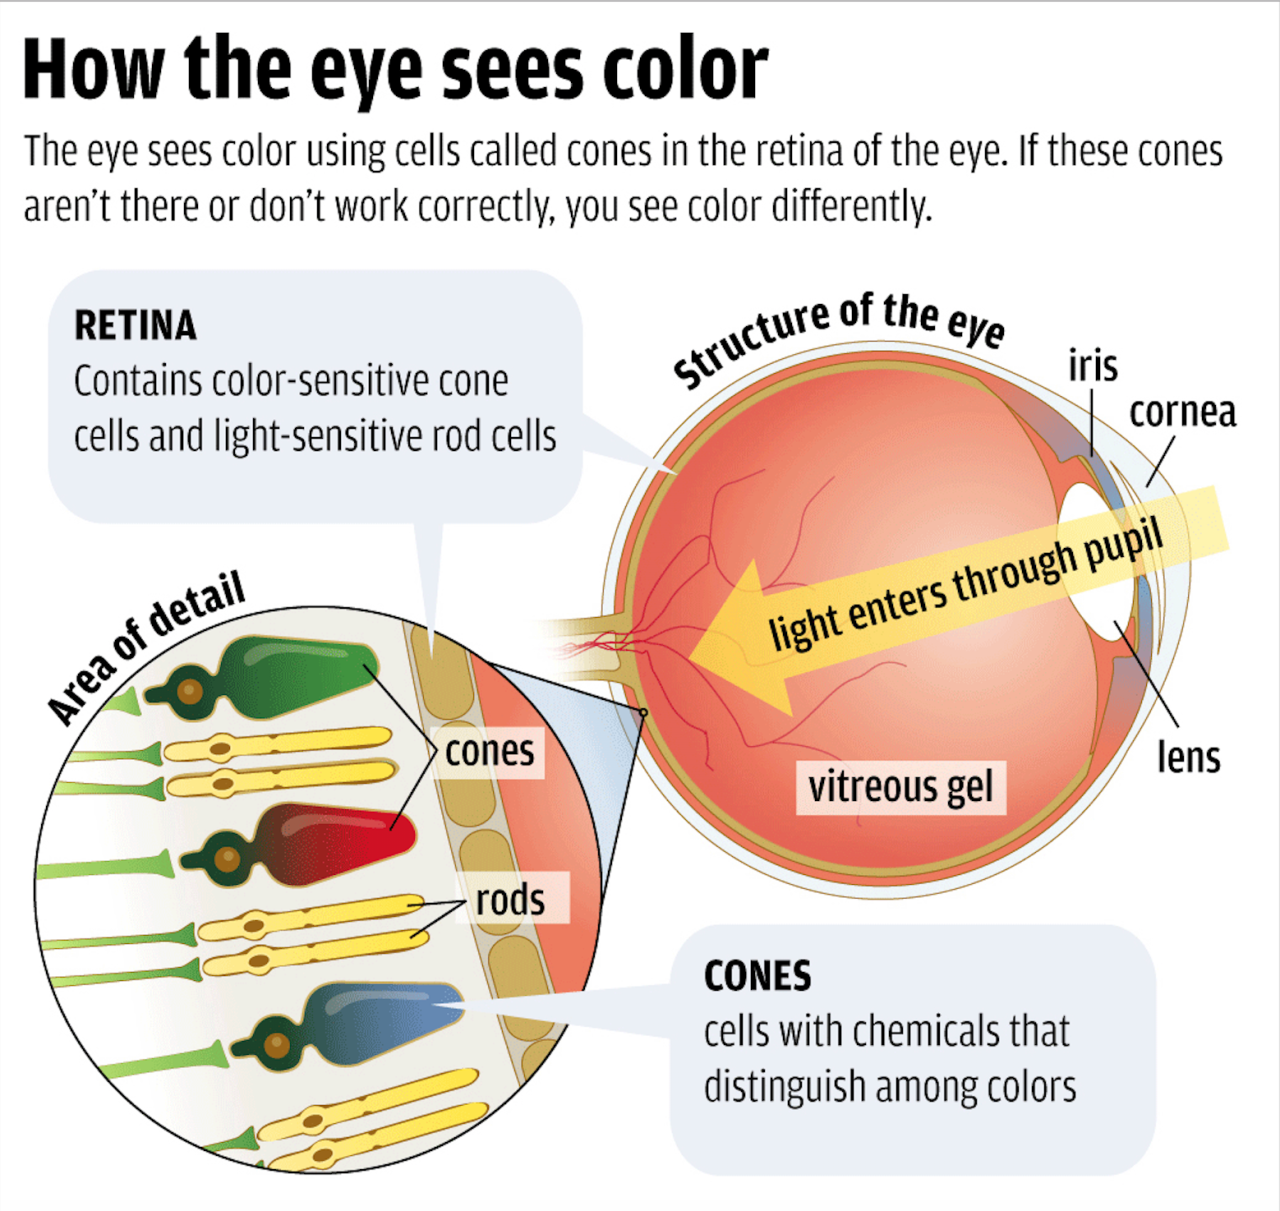 How the eye sees color
The eye sees color using cells called cones in the retina of the eye. If these cones
aren’t there or don’t work correctly, you see color differently.
RETINA
Contains color-sensitive cone
cells and light-sensitive rod cells
Structure of the eye
iris
cornea
light enters through pupil
lens
vitreous gel
Area of detail
cones
rods
CONES
cells with chemicals that
distinguish among colors